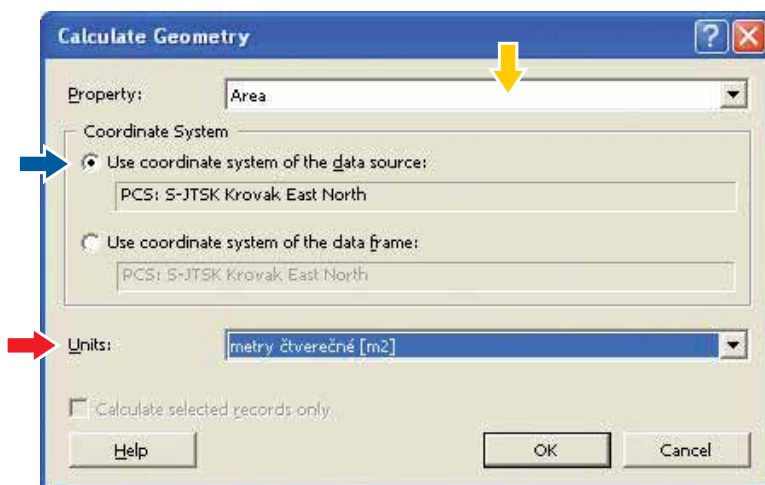 Calculate Geometry
Property: Area
Coordinate System
Use coordinate system of the data source:
PCS: S-JTSK Krovak East North
Use coordinate system of the data frame:
PCS: S-JTSK Krovak East North
Units: metry čtverečné [m2]
Calculate selected records only
Help OK Cancel